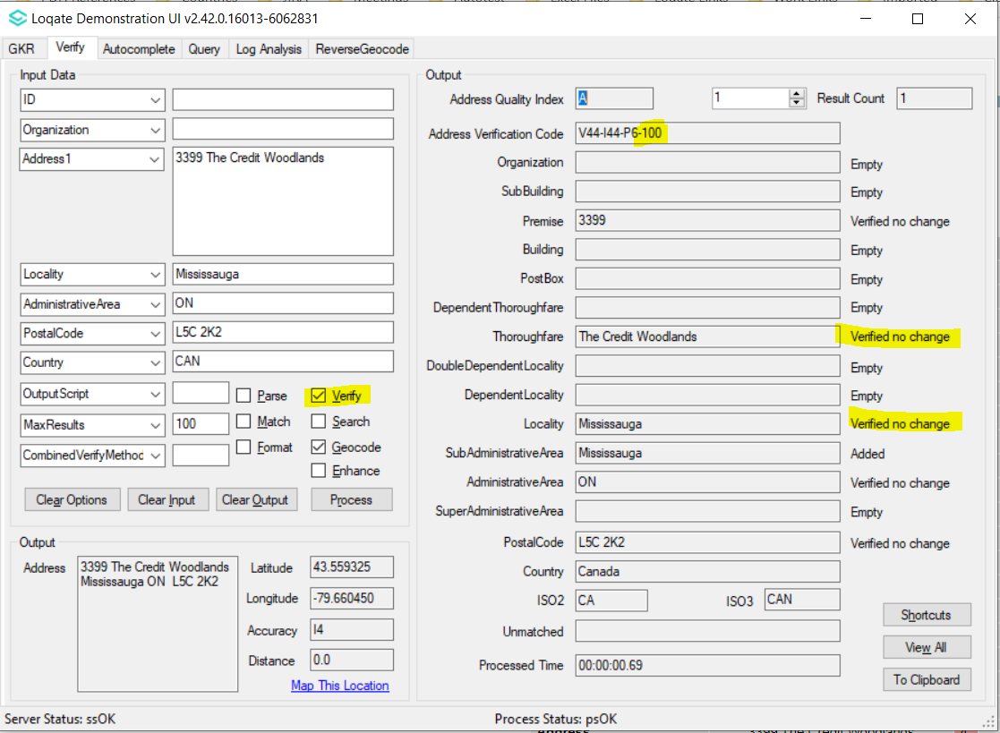 Loqate Demonstration UI v2.42.0.16013-6062831
GKR Verify Autocomplete Query Log Analysis ReverseGeocode
Input Data
ID
Organization
Address1 3399 The Credit Woodlands
Locality Mississauga
AdministrativeArea ON
PostalCode L5C 2K2
Country CAN
OutputScript Parse Verify
MaxResults 100 Match Search
CombinedVerifyMethod Format Geocode
Enhance
Clear Options Clear Input Clear Output Process
Output
Address 3399 The Credit Woodlands
Mississauga ON L5C 2K2
Latitude 43.559325
Longitude -79.660450
Accuracy I4
Distance 0.0
Map This Location
Output
Address Quality Index A 1 Result Count 1
Address Verification Code V44-I44-P6-100
Organization Empty
SubBuilding Empty
Premise 3399 Verified no change
Building Empty
PostBox Empty
DependentThoroughfare Empty
Thoroughfare The Credit Woodlands Verified no change
DoubleDependentLocality Empty
DependentLocality Empty
Locality Mississauga Verified no change
SubAdministrativeArea Mississauga Added
AdministrativeArea ON Verified no change
SuperAdministrativeArea Empty
PostalCode L5C 2K2 Verified no change
Country Canada
ISO2 CA ISO3 CAN
Unmatched
Processed Time 00:00:00.69
Shortcuts
View All
To Clipboard
Server Status: ssOK Process Status: psOK